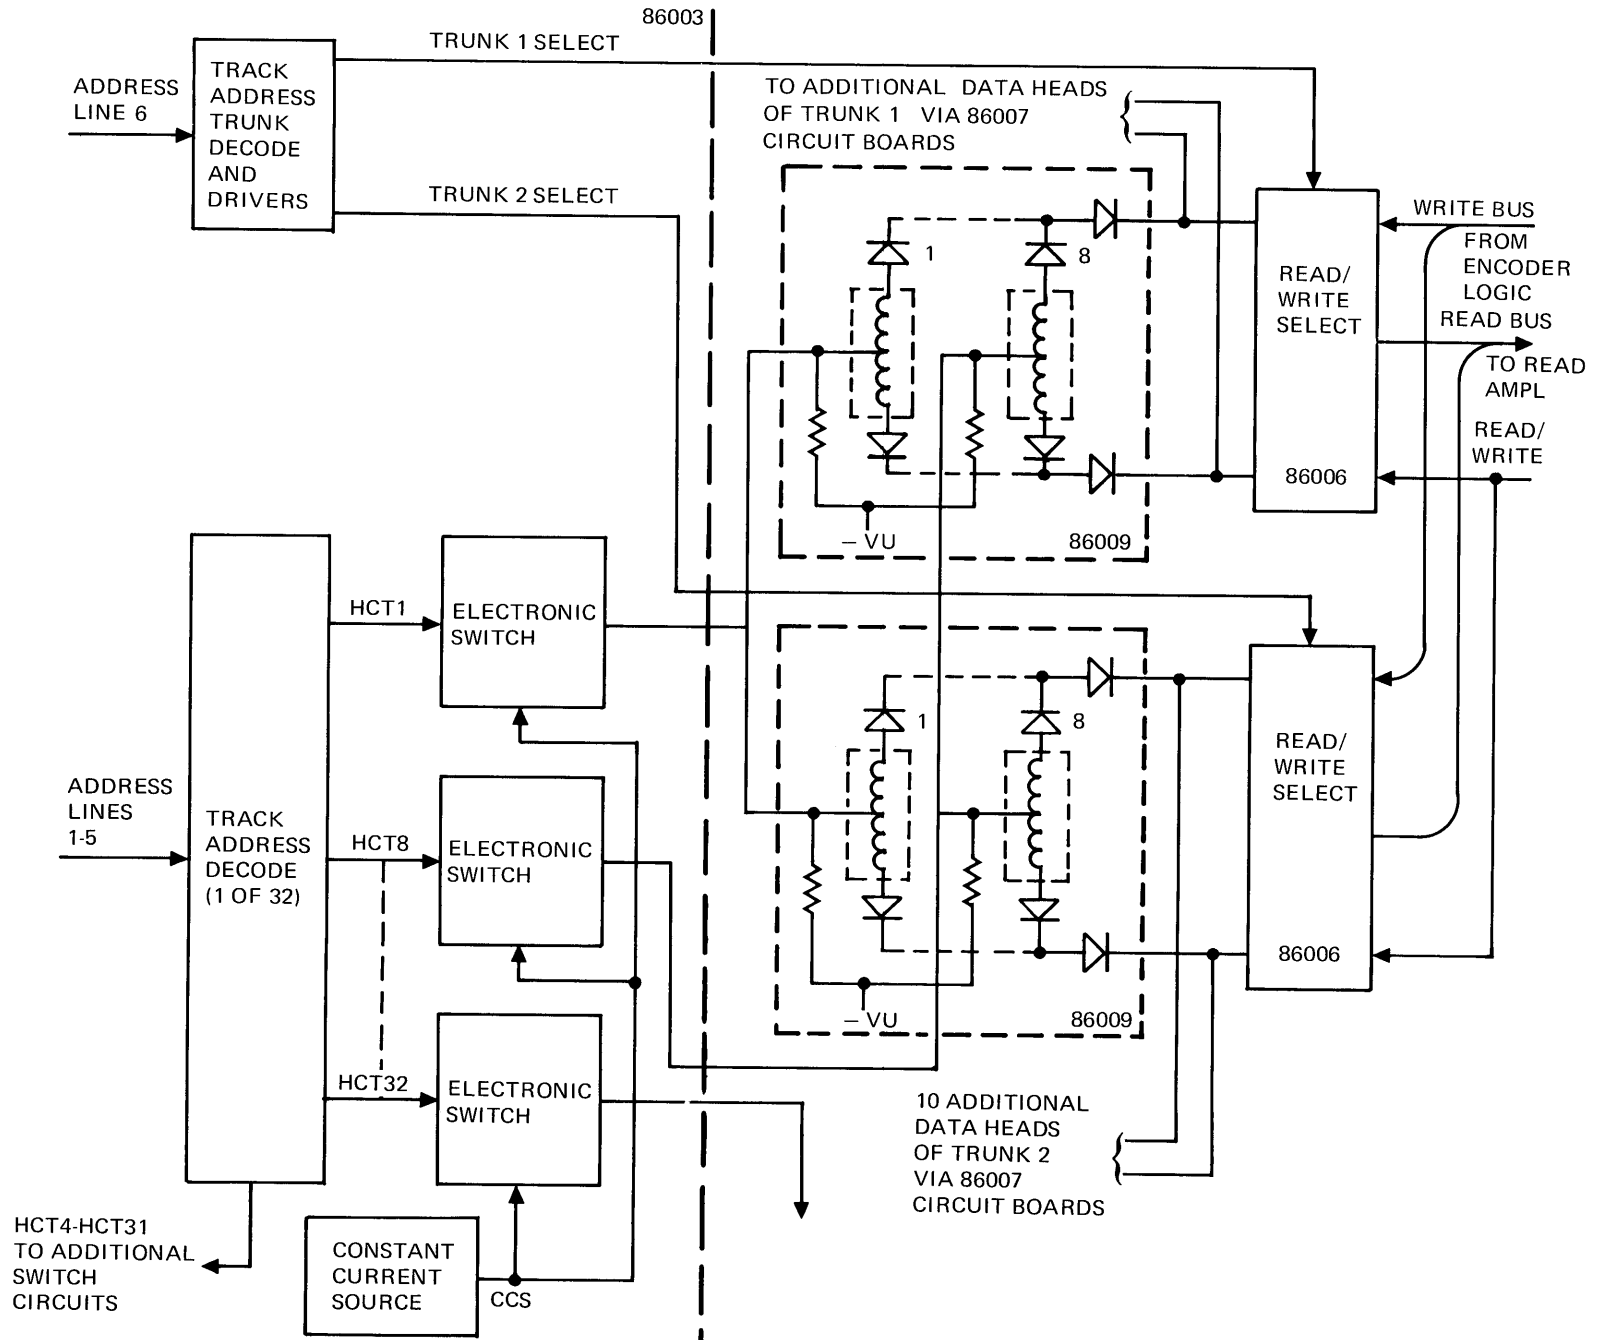 86003
TRUNK 1 SELECT
ADDRESS
LINE 6
TRACK
ADDRESS
TRUNK
DECODE
AND
DRIVERS
TRUNK 2 SELECT
TO ADDITIONAL DATA HEADS
OF TRUNK 1 VIA 86007
CIRCUIT BOARDS
1
8
– VU
86009
READ/
WRITE
SELECT
86006
WRITE BUS
FROM
ENCODER
LOGIC
READ BUS
TO READ
AMPL
READ/
WRITE
ADDRESS
LINES
1-5
TRACK
ADDRESS
DECODE
(1 OF 32)
HCT1
ELECTRONIC
SWITCH
HCT8
ELECTRONIC
SWITCH
HCT32
ELECTRONIC
SWITCH
1
8
– VU
86009
READ/
WRITE
SELECT
86006
10 ADDITIONAL
DATA HEADS
OF TRUNK 2
VIA 86007
CIRCUIT BOARDS
HCT4-HCT31
TO ADDITIONAL
SWITCH
CIRCUITS
CONSTANT
CURRENT
SOURCE
CCS